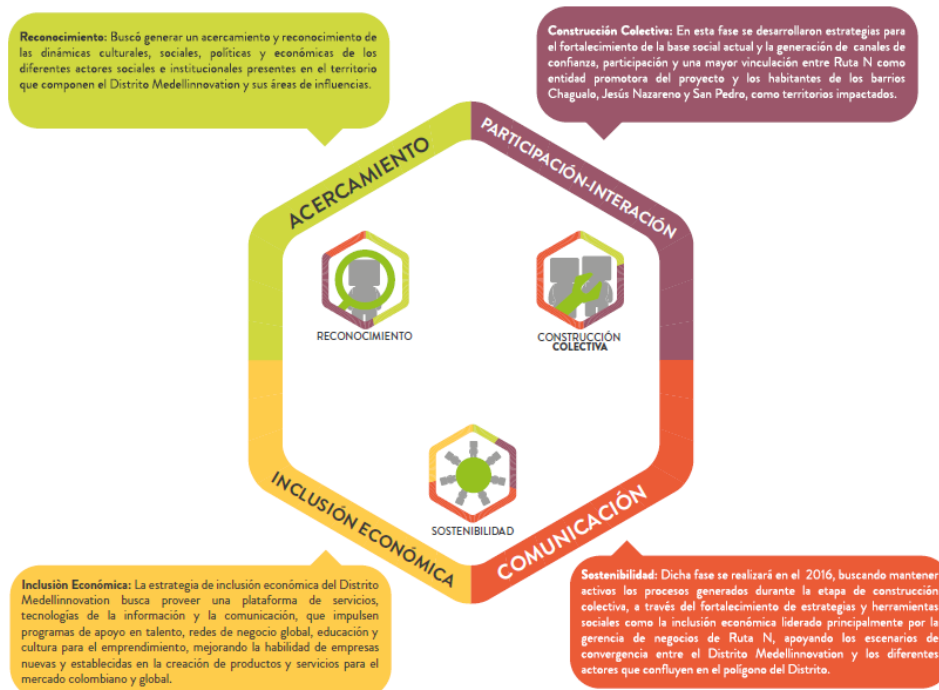 Reconocimiento: Buscó generar un acercamiento y reconocimiento de
las dinámicas culturales, sociales, políticas y económicas de los
diferentes actores sociales e institucionales presentes en el territorio
que componen el Distrito Medellinnovation y sus áreas de influencias.
Construcción Colectiva: En esta fase se desarrollaron estrategias para
el fortalecimiento de la base social actual y la generación de canales de
confianza, participación y una mayor vinculación entre Ruta N como
entidad promotora del proyecto y los habitantes de los barrios
Chagualo, Jesús Nazareno y San Pedro, como territorios impactados.
ACERCAMIENTO
PARTICIPACIÓN-INTERACIÓN
RECONOCIMIENTO
CONSTRUCCIÓN
COLECTIVA
SOSTENIBILIDAD
INCLUSIÓN ECONÓMICA
COMUNICACIÓN
Inclusiòn Económica: La estrategia de inclusión económica del Distrito
Medellinnovation busca proveer una plataforma de servicios,
tecnologías de la información y la comunicación, que impulsen
programas de apoyo en talento, redes de negocio global, educación y
cultura para el emprendimiento, mejorando la habilidad de empresas
nuevas y establecidas en la creación de productos y servicios para el
mercado colombiano y global.
Sostenibilidad: Dicha fase se realizará en el 2016, buscando mantener
activos los procesos generados durante la etapa de construcción
colectiva, a través del fortalecimiento de estrategias y herramientas
sociales como la inclusión económica liderado principalmente por la
gerencia de negocios de Ruta N, apoyando los escenarios de
convergencia entre el Distrito Medellinnovation y los diferentes
actores que confluyen en el polígono del Distrito.